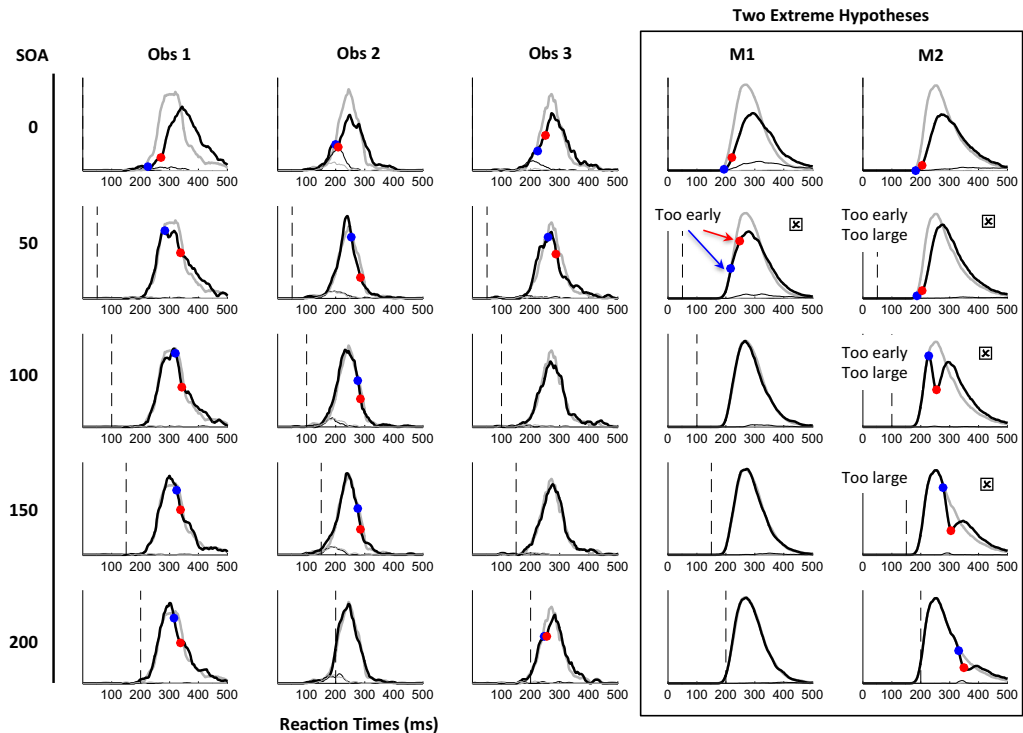 Two Extreme Hypotheses
SOA Obs 1 Obs 2 Obs 3 M1 M2
0
100 200 300 400 500 100 200 300 400 500 100 200 300 400 500 0 100 200 300 400 500 0 100 200 300 400 500
50
Too early
Too early
Too large
100 200 300 400 500 100 200 300 400 500 100 200 300 400 500 0 100 200 300 400 500 0 100 200 300 400 500
100
Too early
Too large
100 200 300 400 500 100 200 300 400 500 100 200 300 400 500 0 100 200 300 400 500 0 100 200 300 400 500
150
Too large
100 200 300 400 500 100 200 300 400 500 100 200 300 400 500 0 100 200 300 400 500 0 100 200 300 400 500
200
100 200 300 400 500 100 200 300 400 500 100 200 300 400 500 0 100 200 300 400 500 0 100 200 300 400 500
Reaction Times (ms)